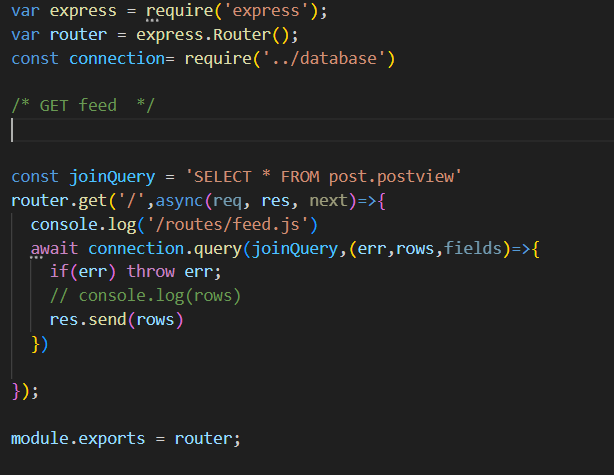 var express = require('express');
var router = express.Router();
const connection= require('../database')
/* GET feed  */
const joinQuery = 'SELECT * FROM post.postview'
router.get('/',async(req, res, next)=>{
  console.log('/routes/feed.js')
  await connection.query(joinQuery,(err,rows,fields)=>{
    if(err) throw err;
    // console.log(rows)
    res.send(rows)
  })
});
module.exports = router;